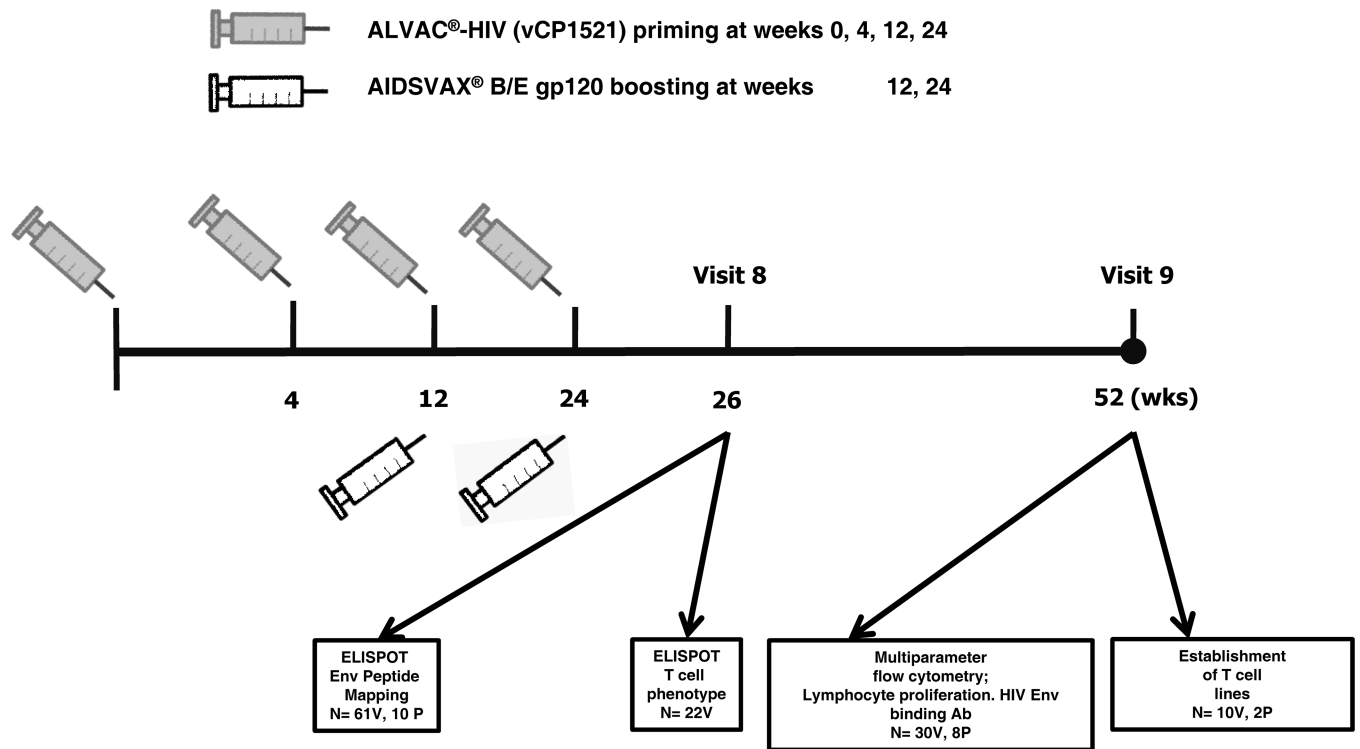 ALVAC®-HIV (vCP1521) priming at weeks 0, 4, 12, 24
AIDSVAX® B/E gp120 boosting at weeks 12, 24
Visit 8
Visit 9
4
12
24
26
52 (wks)
ELISPOT
Env Peptide
Mapping
N= 61V, 10 P
ELISPOT
T cell
phenotype
N= 22V
Multiparameter
flow cytometry;
Lymphocyte proliferation. HIV Env
binding Ab
N= 30V, 8P
Establishment
of T cell
lines
N= 10V, 2P